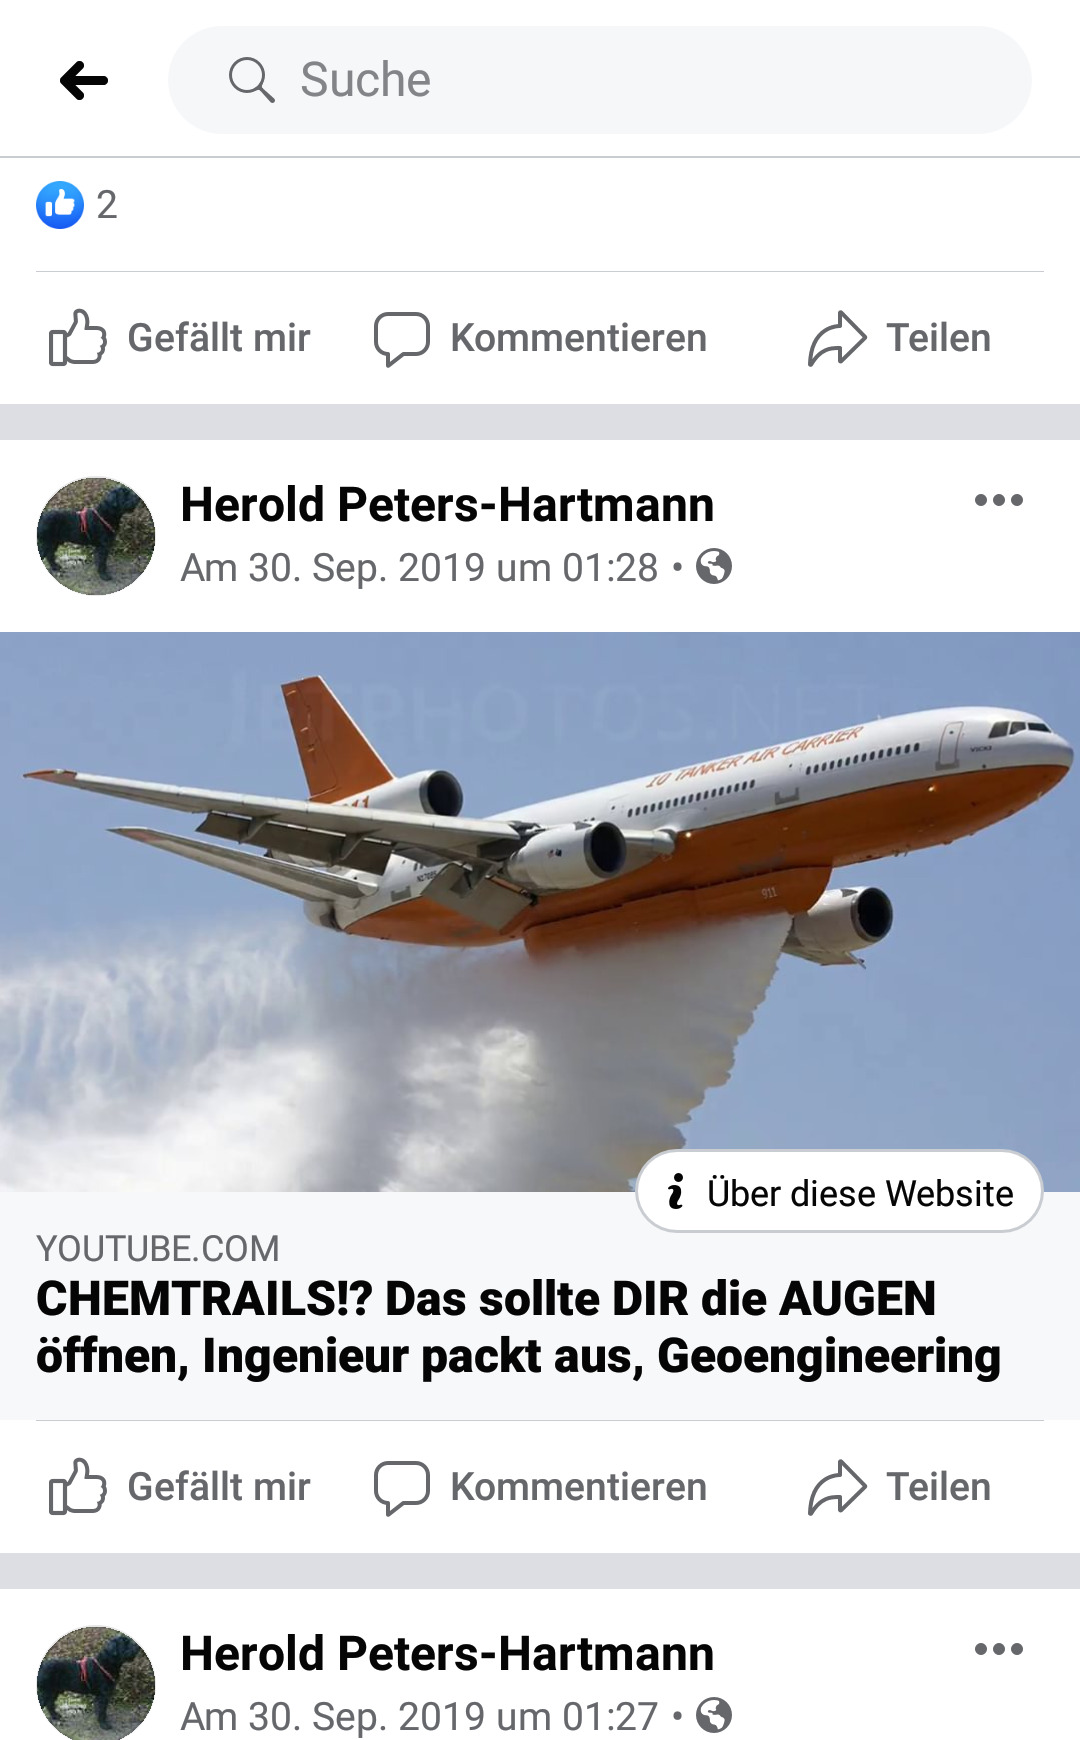 Suche
2
Gefällt mir Kommentieren Teilen
Herold Peters-Hartmann
Am 30. Sep. 2019 um 01:28 •
JETPHOTOS.NET
10 TANKER AIR CARRIER
VICKI
911
Über diese Website
YOUTUBE.COM
CHEMTRAILS!? Das sollte DIR die AUGEN
öffnen, Ingenieur packt aus, Geoengineering
Gefällt mir Kommentieren Teilen
Herold Peters-Hartmann
Am 30. Sep. 2019 um 01:27 •